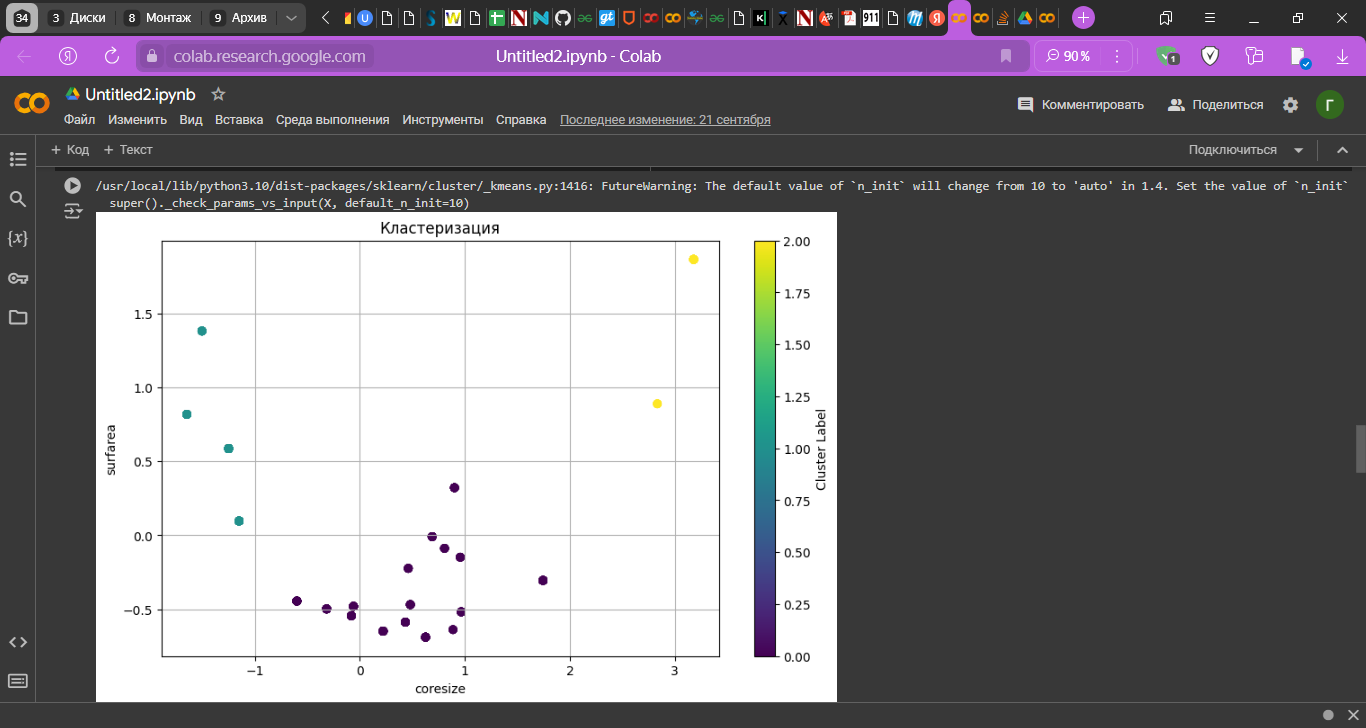 34 3 Диски 8 Монтаж 9 Архив
colab.research.google.com Untitled2.ipynb - Colab 90%
Untitled2.ipynb
Комментировать Поделиться Г
Файл Изменить Вид Вставка Среда выполнения Инструменты Справка Последнее изменение: 21 сентября
+ Код + Текст Подключиться
/usr/local/lib/python3.10/dist-packages/sklearn/cluster/_kmeans.py:1416: FutureWarning: The default value of `n_init` will change from 10 to 'auto' in 1.4. Set the value of `n_init`
super()._check_params_vs_input(X, default_n_init=10)
Кластеризация
surfarea
1.5
1.0
0.5
0.0
−0.5
−1 0 1 2 3
coresize
2.00
1.75
1.50
1.25
1.00
0.75
0.50
0.25
0.00
Cluster Label